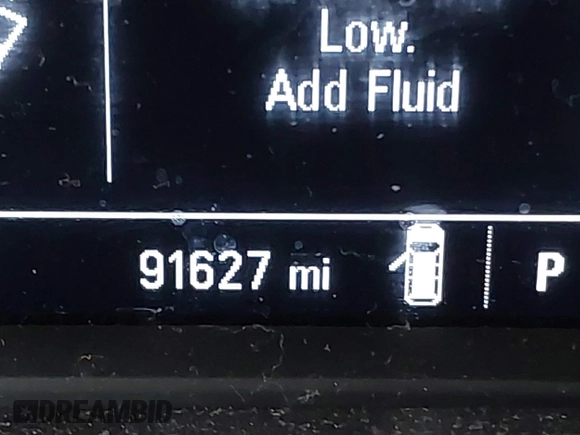 Low.
Add Fluid
91627 mi
P
DREAMBID